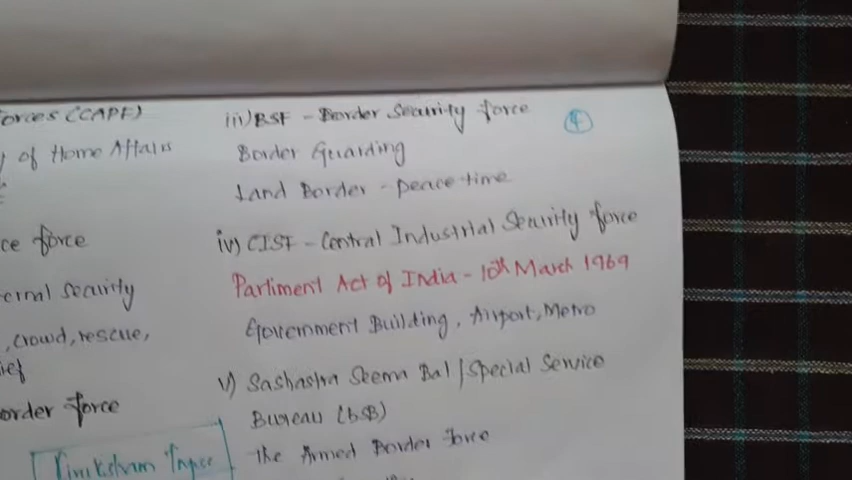 orces (CAPF)
of Home Affairs
ce force
ernal security
, crowd, rescue,
ief
order force
iii) BSF - Border Security force
4
Border Guarding
Land Border - peace time
iv) CISF - Central Industrial Security force
Parliment Act of India - 10th March 1969
Government Building, Airport, Metro
v) Sashastra Seema Bal / Special Service
Bureau (SSB)
The Armed Border force